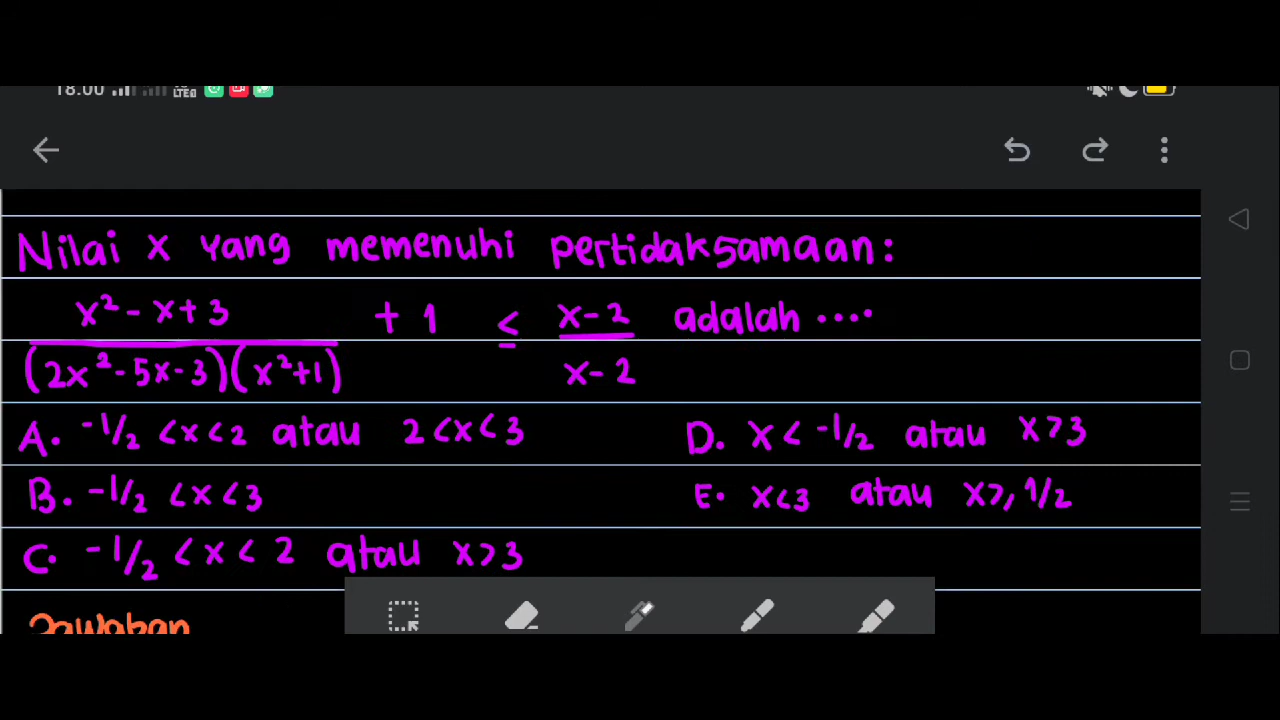 18.00
Nilai x yang memenuhi pertidaksamaan:
x² - x + 3 / (2x² - 5x - 3)(x² + 1) + 1 ≤ x - 2 / x - 2 adalah ....
A. -1/2 < x < 2 atau 2 < x < 3
D. x < -1/2 atau x > 3
B. -1/2 < x < 3
E. x < 3 atau x ≥ 1/2
C. -1/2 < x < 2 atau x > 3
Jawaban